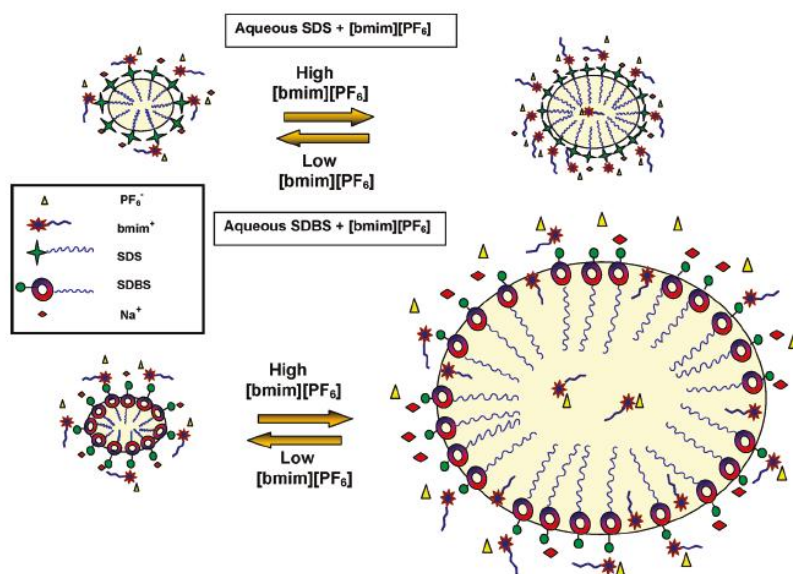 Aqueous SDS + [bmim][PF₆]
High
[bmim][PF₆]
Low
[bmim][PF₆]
PF₆⁻
bmim⁺
SDS
SDBS
Na⁺
Aqueous SDBS + [bmim][PF₆]
High
[bmim][PF₆]
Low
[bmim][PF₆]